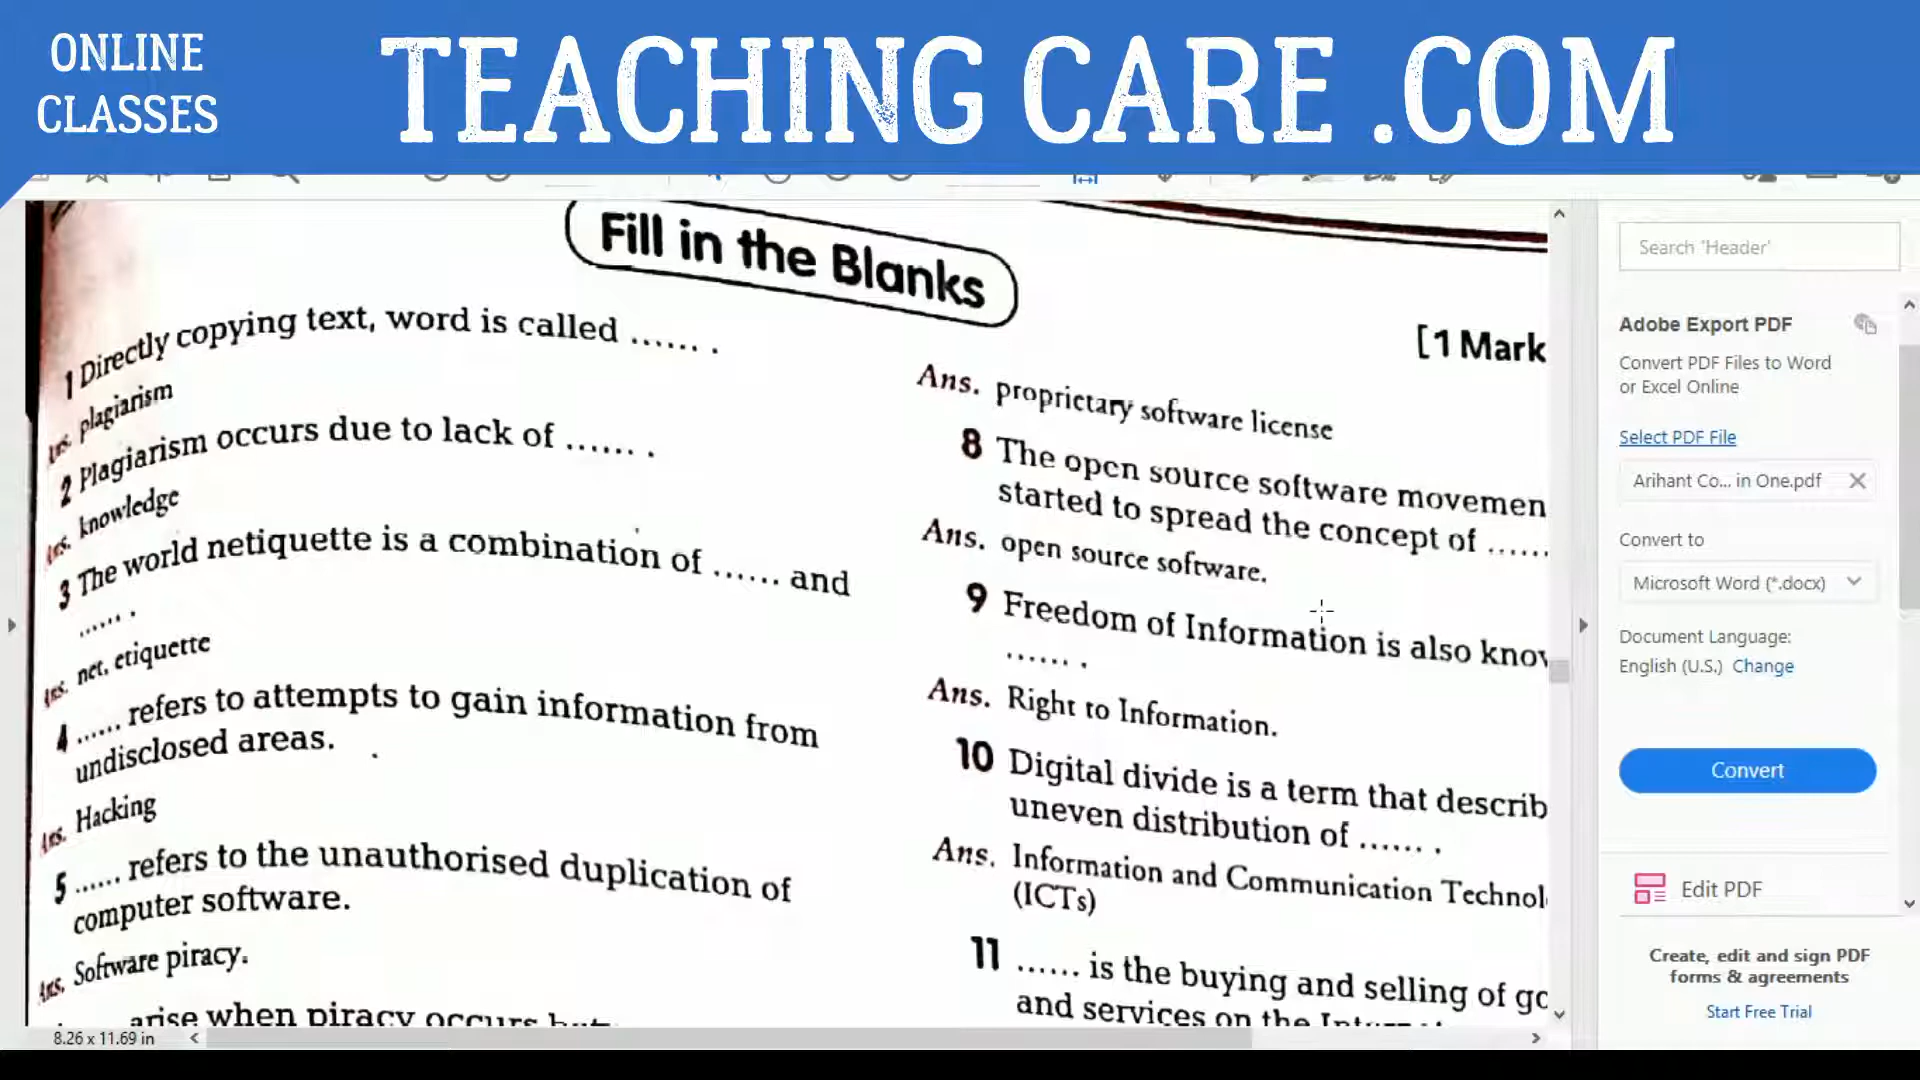 ONLINE
CLASSES
TEACHING CARE .COM
Fill in the Blanks
[1 Mark
1 Directly copying text, word is called ...... .
Ans. plagiarism
2 Plagiarism occurs due to lack of ...... .
Ans. knowledge
3 The world netiquette is a combination of ...... and
...... .
Ans. net, etiquette
4 ...... refers to attempts to gain information from
undisclosed areas.
Ans. Hacking
5 ...... refers to the unauthorised duplication of
computer software.
Ans. Software piracy.
arise when piracy occurs
Ans. proprietary software license
8 The open source software movemen
started to spread the concept of ......
Ans. open source software.
9 Freedom of Information is also know
...... .
Ans. Right to Information.
10 Digital divide is a term that describ
uneven distribution of ...... .
Ans. Information and Communication Technol
(ICTs)
11 ...... is the buying and selling of go
and services on the
8.26 x 11.69 in
Search 'Header'
Adobe Export PDF
Convert PDF Files to Word
or Excel Online
Select PDF File
Arihant Co... in One.pdf
Convert to
Microsoft Word (*.docx)
Document Language:
English (U.S.) Change
Convert
Edit PDF
Create, edit and sign PDF
forms & agreements
Start Free Trial